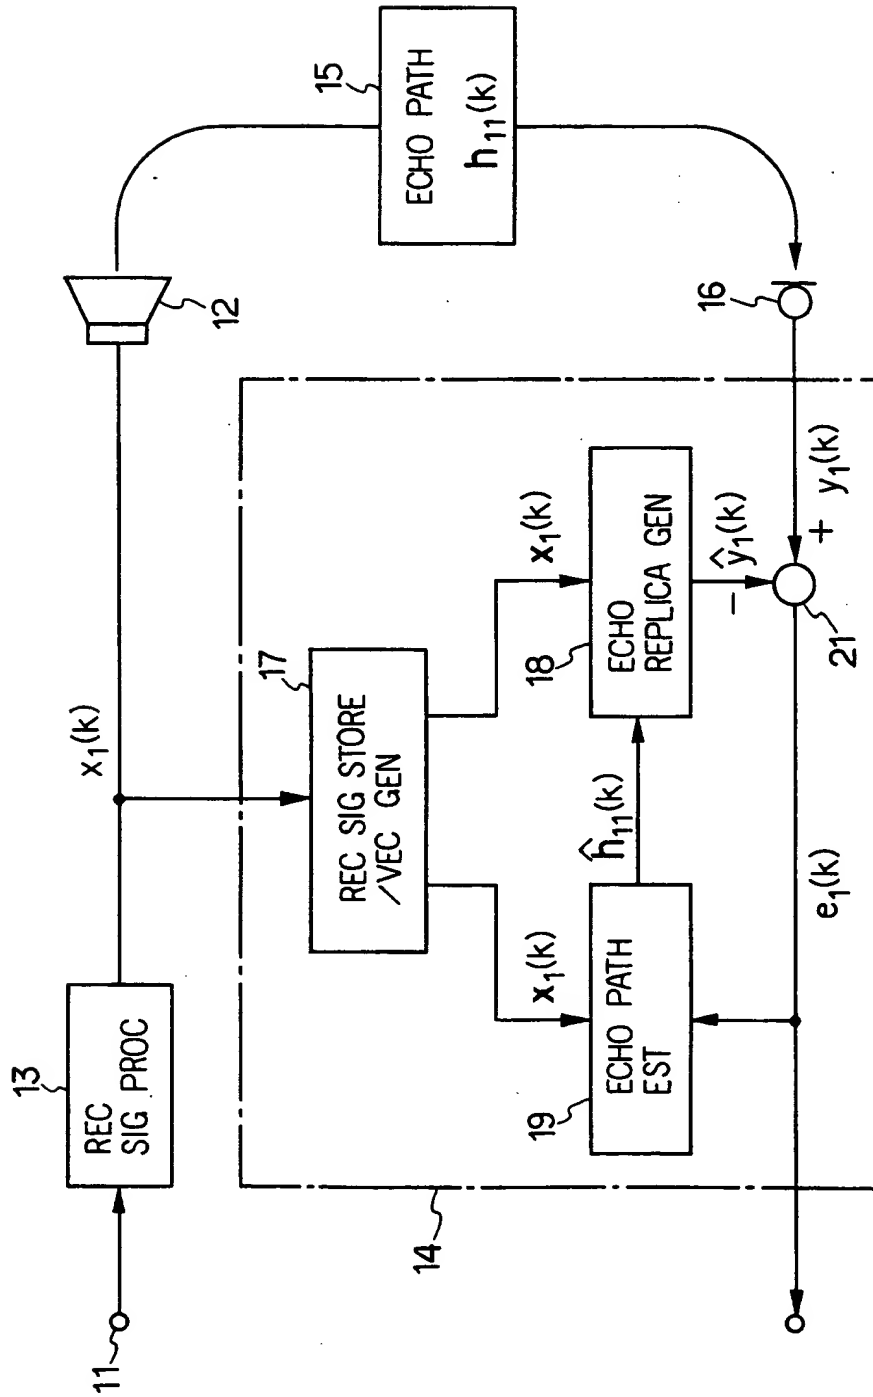 11
13
REC
SIG PROC
x₁(k)
12
15
ECHO PATH
h₁₁(k)
14
17
REC SIG STORE
/VEC GEN
x₁(k)
x₁(k)
19
ECHO PATH
EST
ĥ₁₁(k)
18
ECHO
REPLICA GEN
16
−
ŷ₁(k)
+
y₁(k)
21
e₁(k)